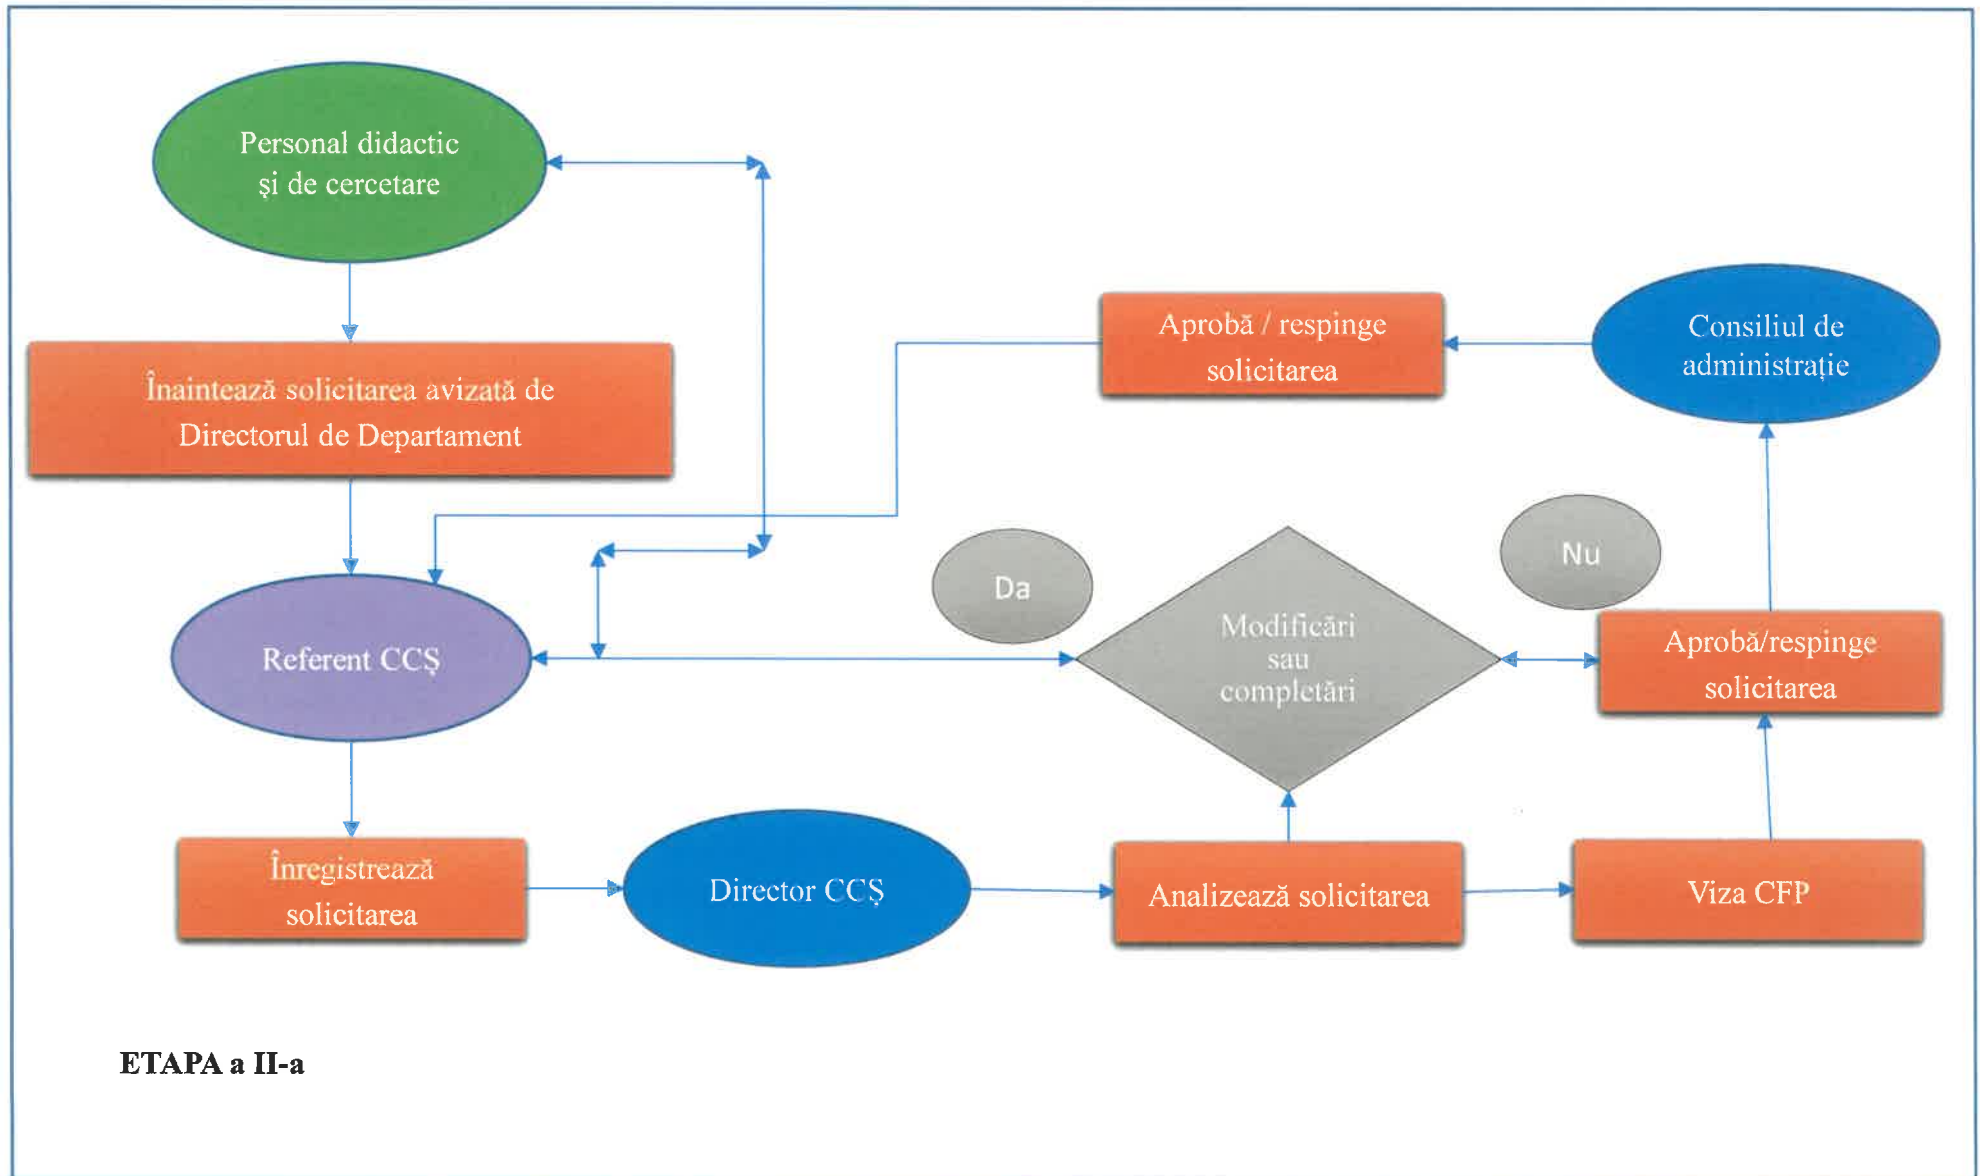 Personal didactic
și de cercetare
Înaintează solicitarea avizată de
Directorul de Departament
Aprobă / respinge
solicitarea
Consiliul de
administrație
Da
Nu
Modificări
sau
completări
Aprobă/respinge
solicitarea
Referent CCȘ
Înregistrează
solicitarea
Director CCȘ
Analizează solicitarea
Viza CFP
ETAPA a II-a